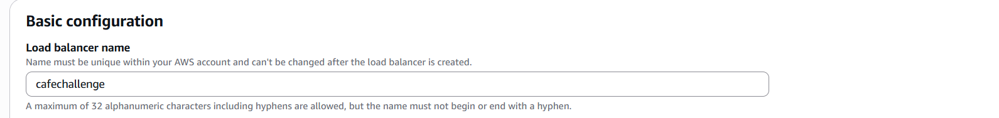 Basic configuration
Load balancer name
Name must be unique within your AWS account and can't be changed after the load balancer is created.
cafechallenge
A maximum of 32 alphanumeric characters including hyphens are allowed, but the name must not begin or end with a hyphen.